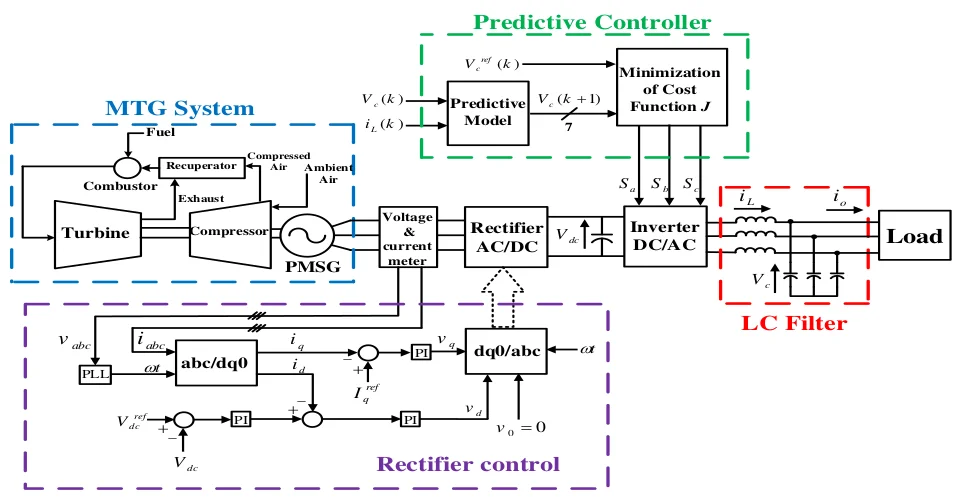 Predictive Controller
V_c^ref (k)
Minimization
of Cost
Function J
V_c (k)
i_L (k)
Predictive
Model
V_c (k + 1)
7
MTG System
Fuel
Recuperator
Compressed
Air
Ambient
Air
Combustor
Exhaust
Turbine
Compressor
PMSG
Voltage
&
current
meter
Rectifier
AC/DC
V_dc
S_a S_b S_c
Inverter
DC/AC
i_L
i_o
V_c
Load
LC Filter
v_abc
i_abc
PLL
ωt
abc/dq0
i_q
i_d
−
+
I_q^ref
PI
v_q
dq0/abc
ωt
V_dc^ref
+
−
V_dc
PI
+
−
PI
v_d
v_0 = 0
Rectifier control